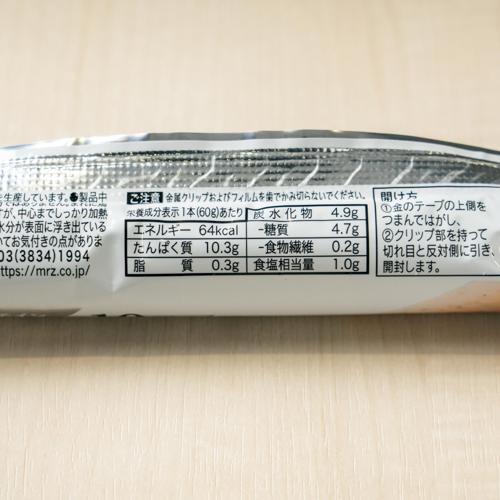 生産しています。●製品中
が、中心までしっかり加熱
水分が表面に浮き出ている
いてお気付きの点がありま
03(3834)1994
https://mrz.co.jp/
ご注意 金属クリップおよびフィルムを歯でかみ切らないでください。
栄養成分表示 1本(60g)あたり
エネルギー 64kcal
たんぱく質 10.3g
脂質 0.3g
炭水化物 4.9g
-糖質 4.7g
-食物繊維 0.2g
食塩相当量 1.0g
開け方
①金のテープの上側を
つまんではがし、
②クリップ部を持って
切れ目と反対側に引き、
開封します。